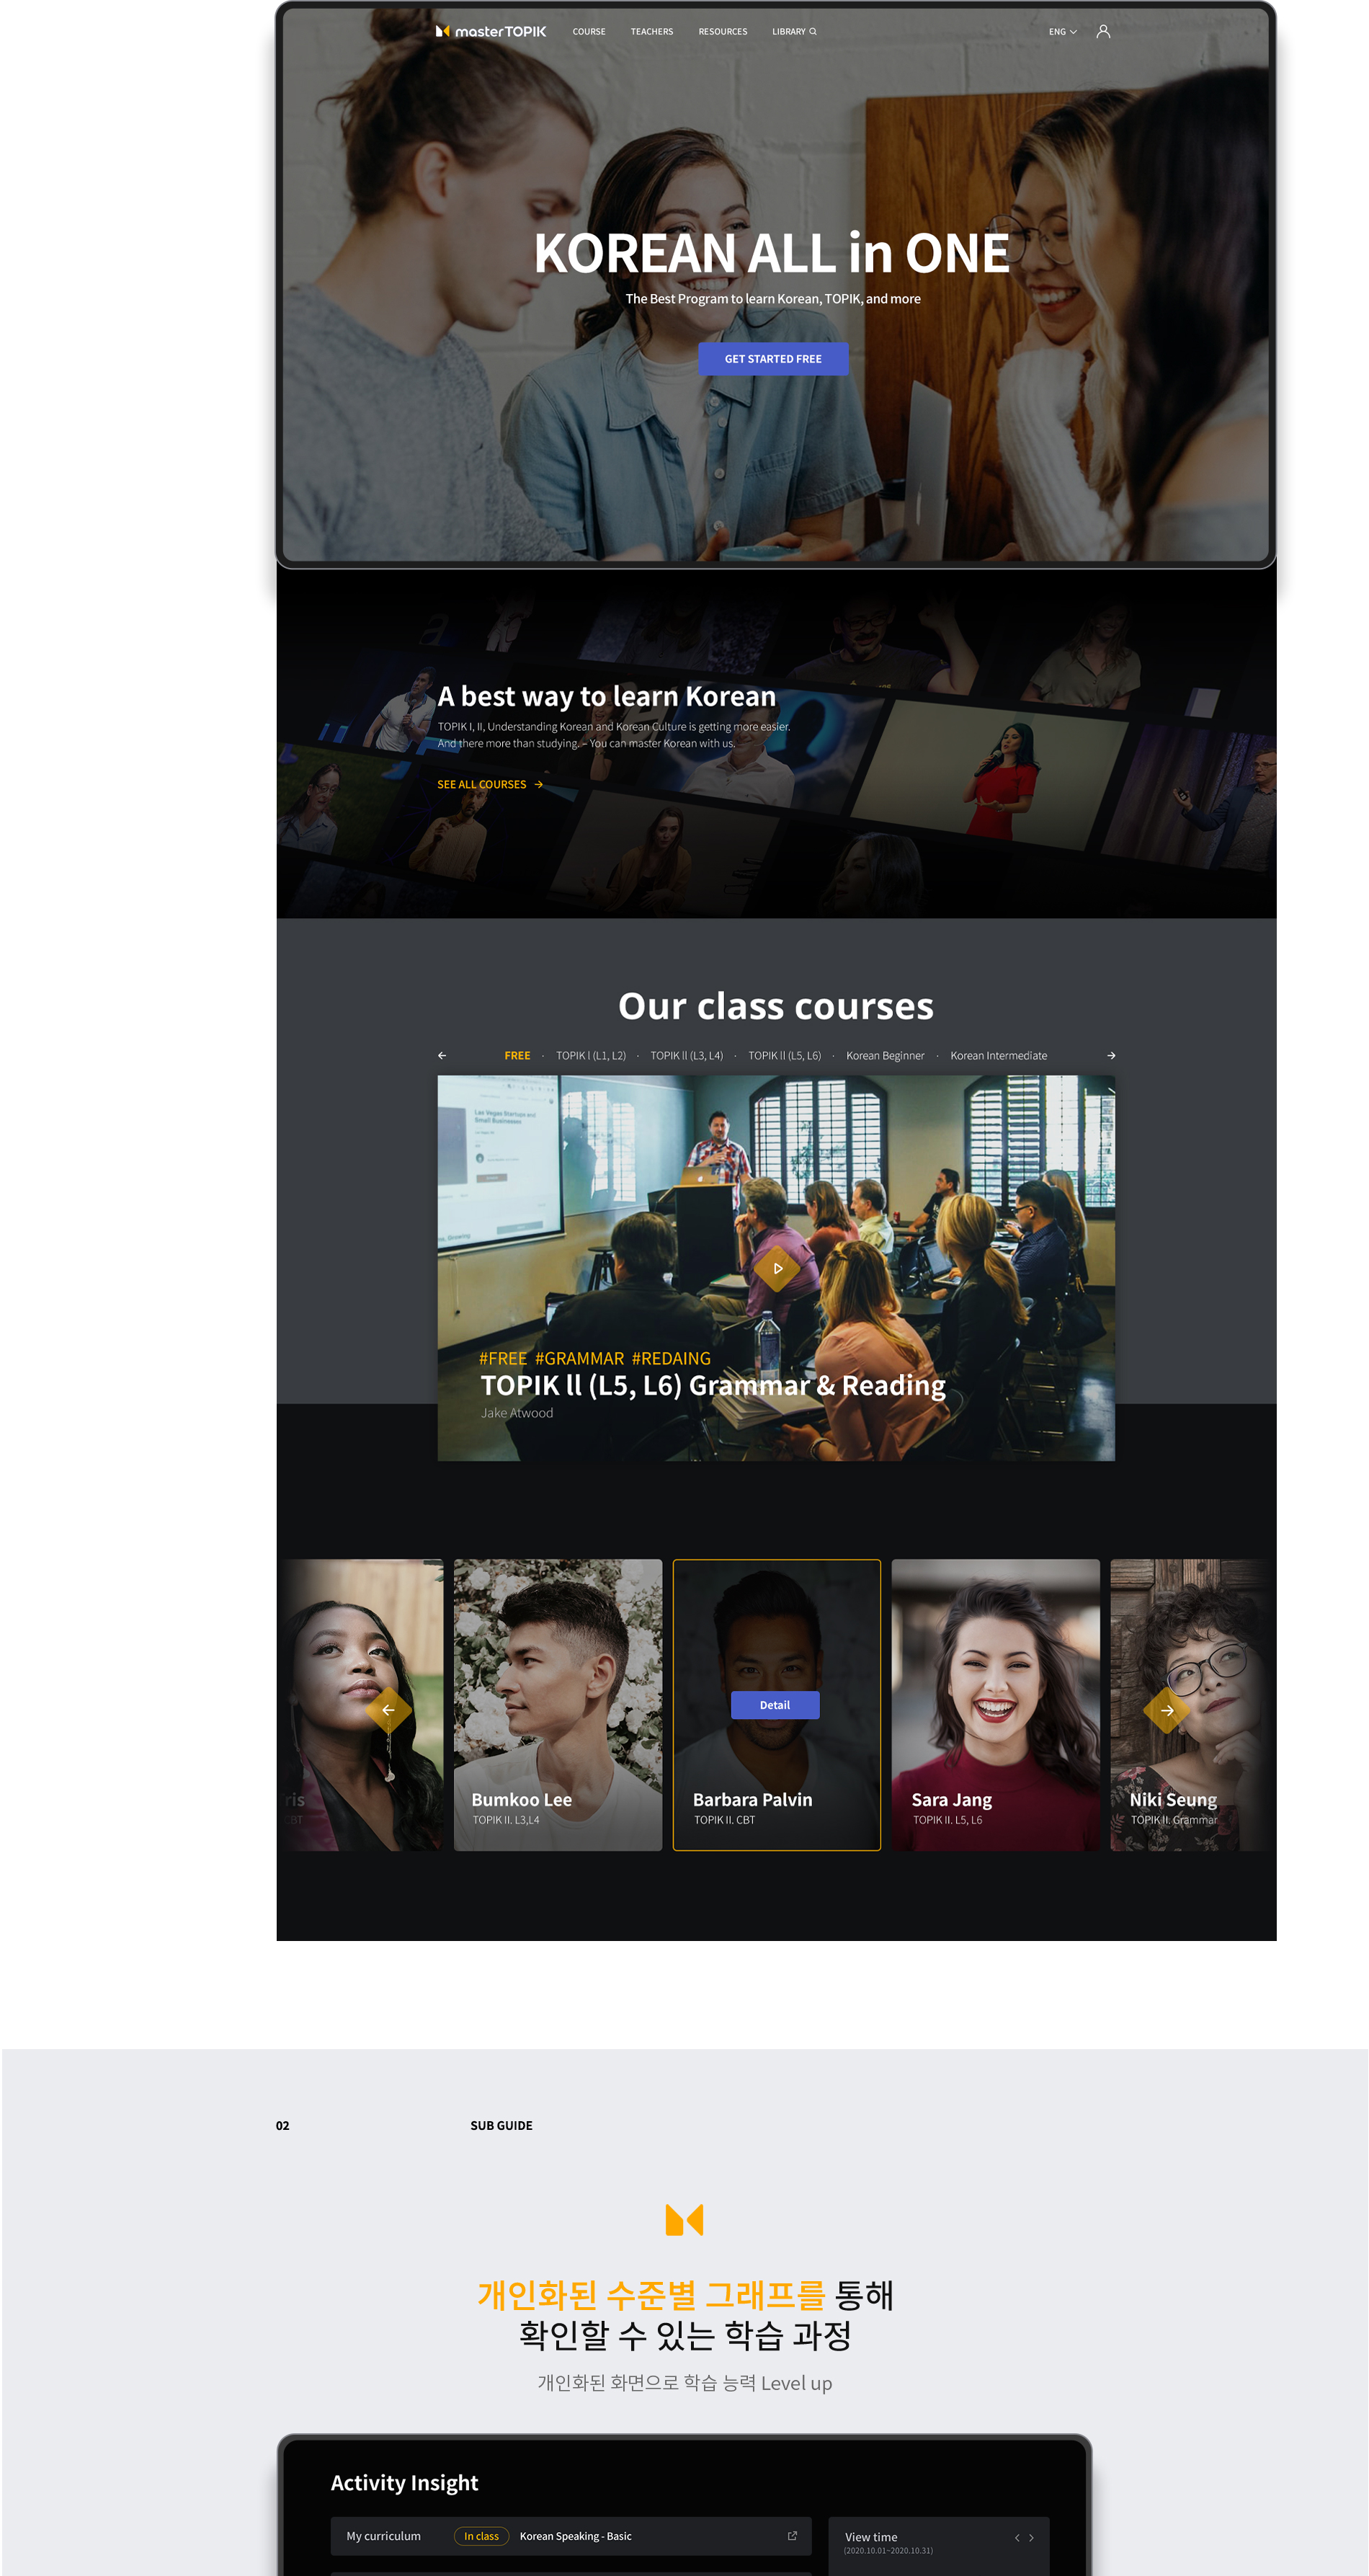 masterTOPIK COURSE TEACHERS RESOURCES LIBRARY ENG
KOREAN ALL in ONE
The Best Program to learn Korean, TOPIK, and more
GET STARTED FREE
A best way to learn Korean
TOPIK I, II, Understanding Korean and Korean Culture is getting more easier.
And there more than studying. – You can master Korean with us.
SEE ALL COURSES →
Our class courses
← FREE · TOPIK l (L1, L2) · TOPIK ll (L3, L4) · TOPIK ll (L5, L6) · Korean Beginner · Korean Intermediate →
Las Vegas Startups and
Small Businesses
#FREE #GRAMMAR #REDAING
TOPIK ll (L5, L6) Grammar & Reading
Jake Atwood
Detail
ris
CBT
Bumkoo Lee
TOPIK II. L3,L4
Barbara Palvin
TOPIK II. CBT
Sara Jang
TOPIK II. L5, L6
Niki Seung
TOPIK II. Grammar
02 SUB GUIDE
개인화된 수준별 그래프를 통해
확인할 수 있는 학습 과정
개인화된 화면으로 학습 능력 Level up
Activity Insight
My curriculum In class Korean Speaking - Basic
View time
(2020.10.01~2020.10.31)